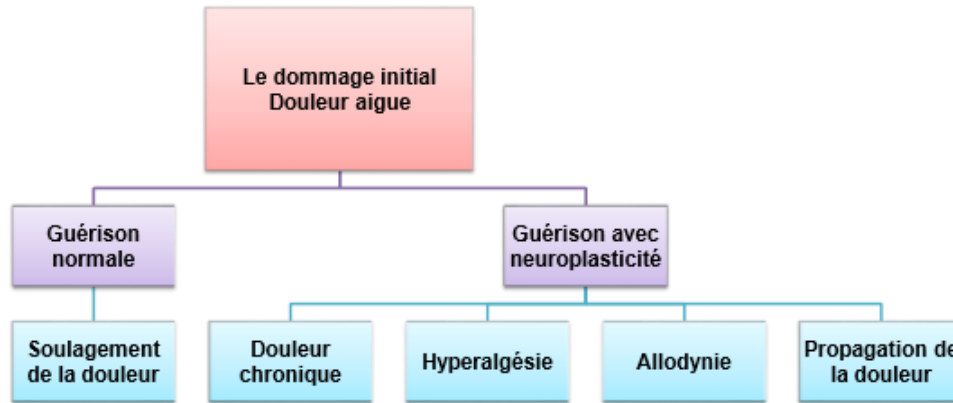 Le dommage initial
Douleur aigue
Guérison
normale
Guérison avec
neuroplasticité
Soulagement
de la douleur
Douleur
chronique
Hyperalgésie
Allodynie
Propagation de
la douleur